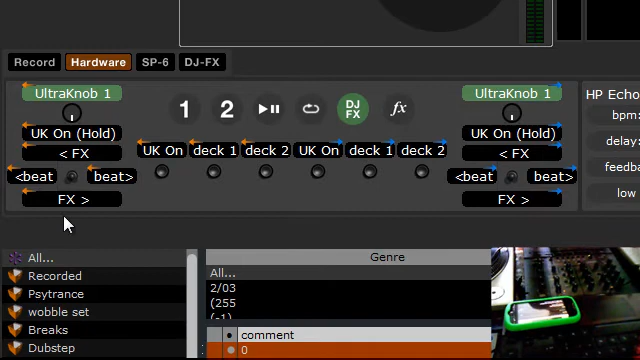 Record Hardware SP-6 DJ-FX
UltraKnob 1
UK On (Hold)
< FX
<beat beat>
FX >
1 2 DJ FX fx
UK On deck 1 deck 2 UK On deck 1 deck 2
UltraKnob 1
UK On (Hold)
< FX
<beat beat>
FX >
HP Echo
bpm:
delay:
feedb
low
All...
Recorded
Psytrance
wobble set
Breaks
Dubstep
Genre
All...
2/03
(255
(-1)
comment
0